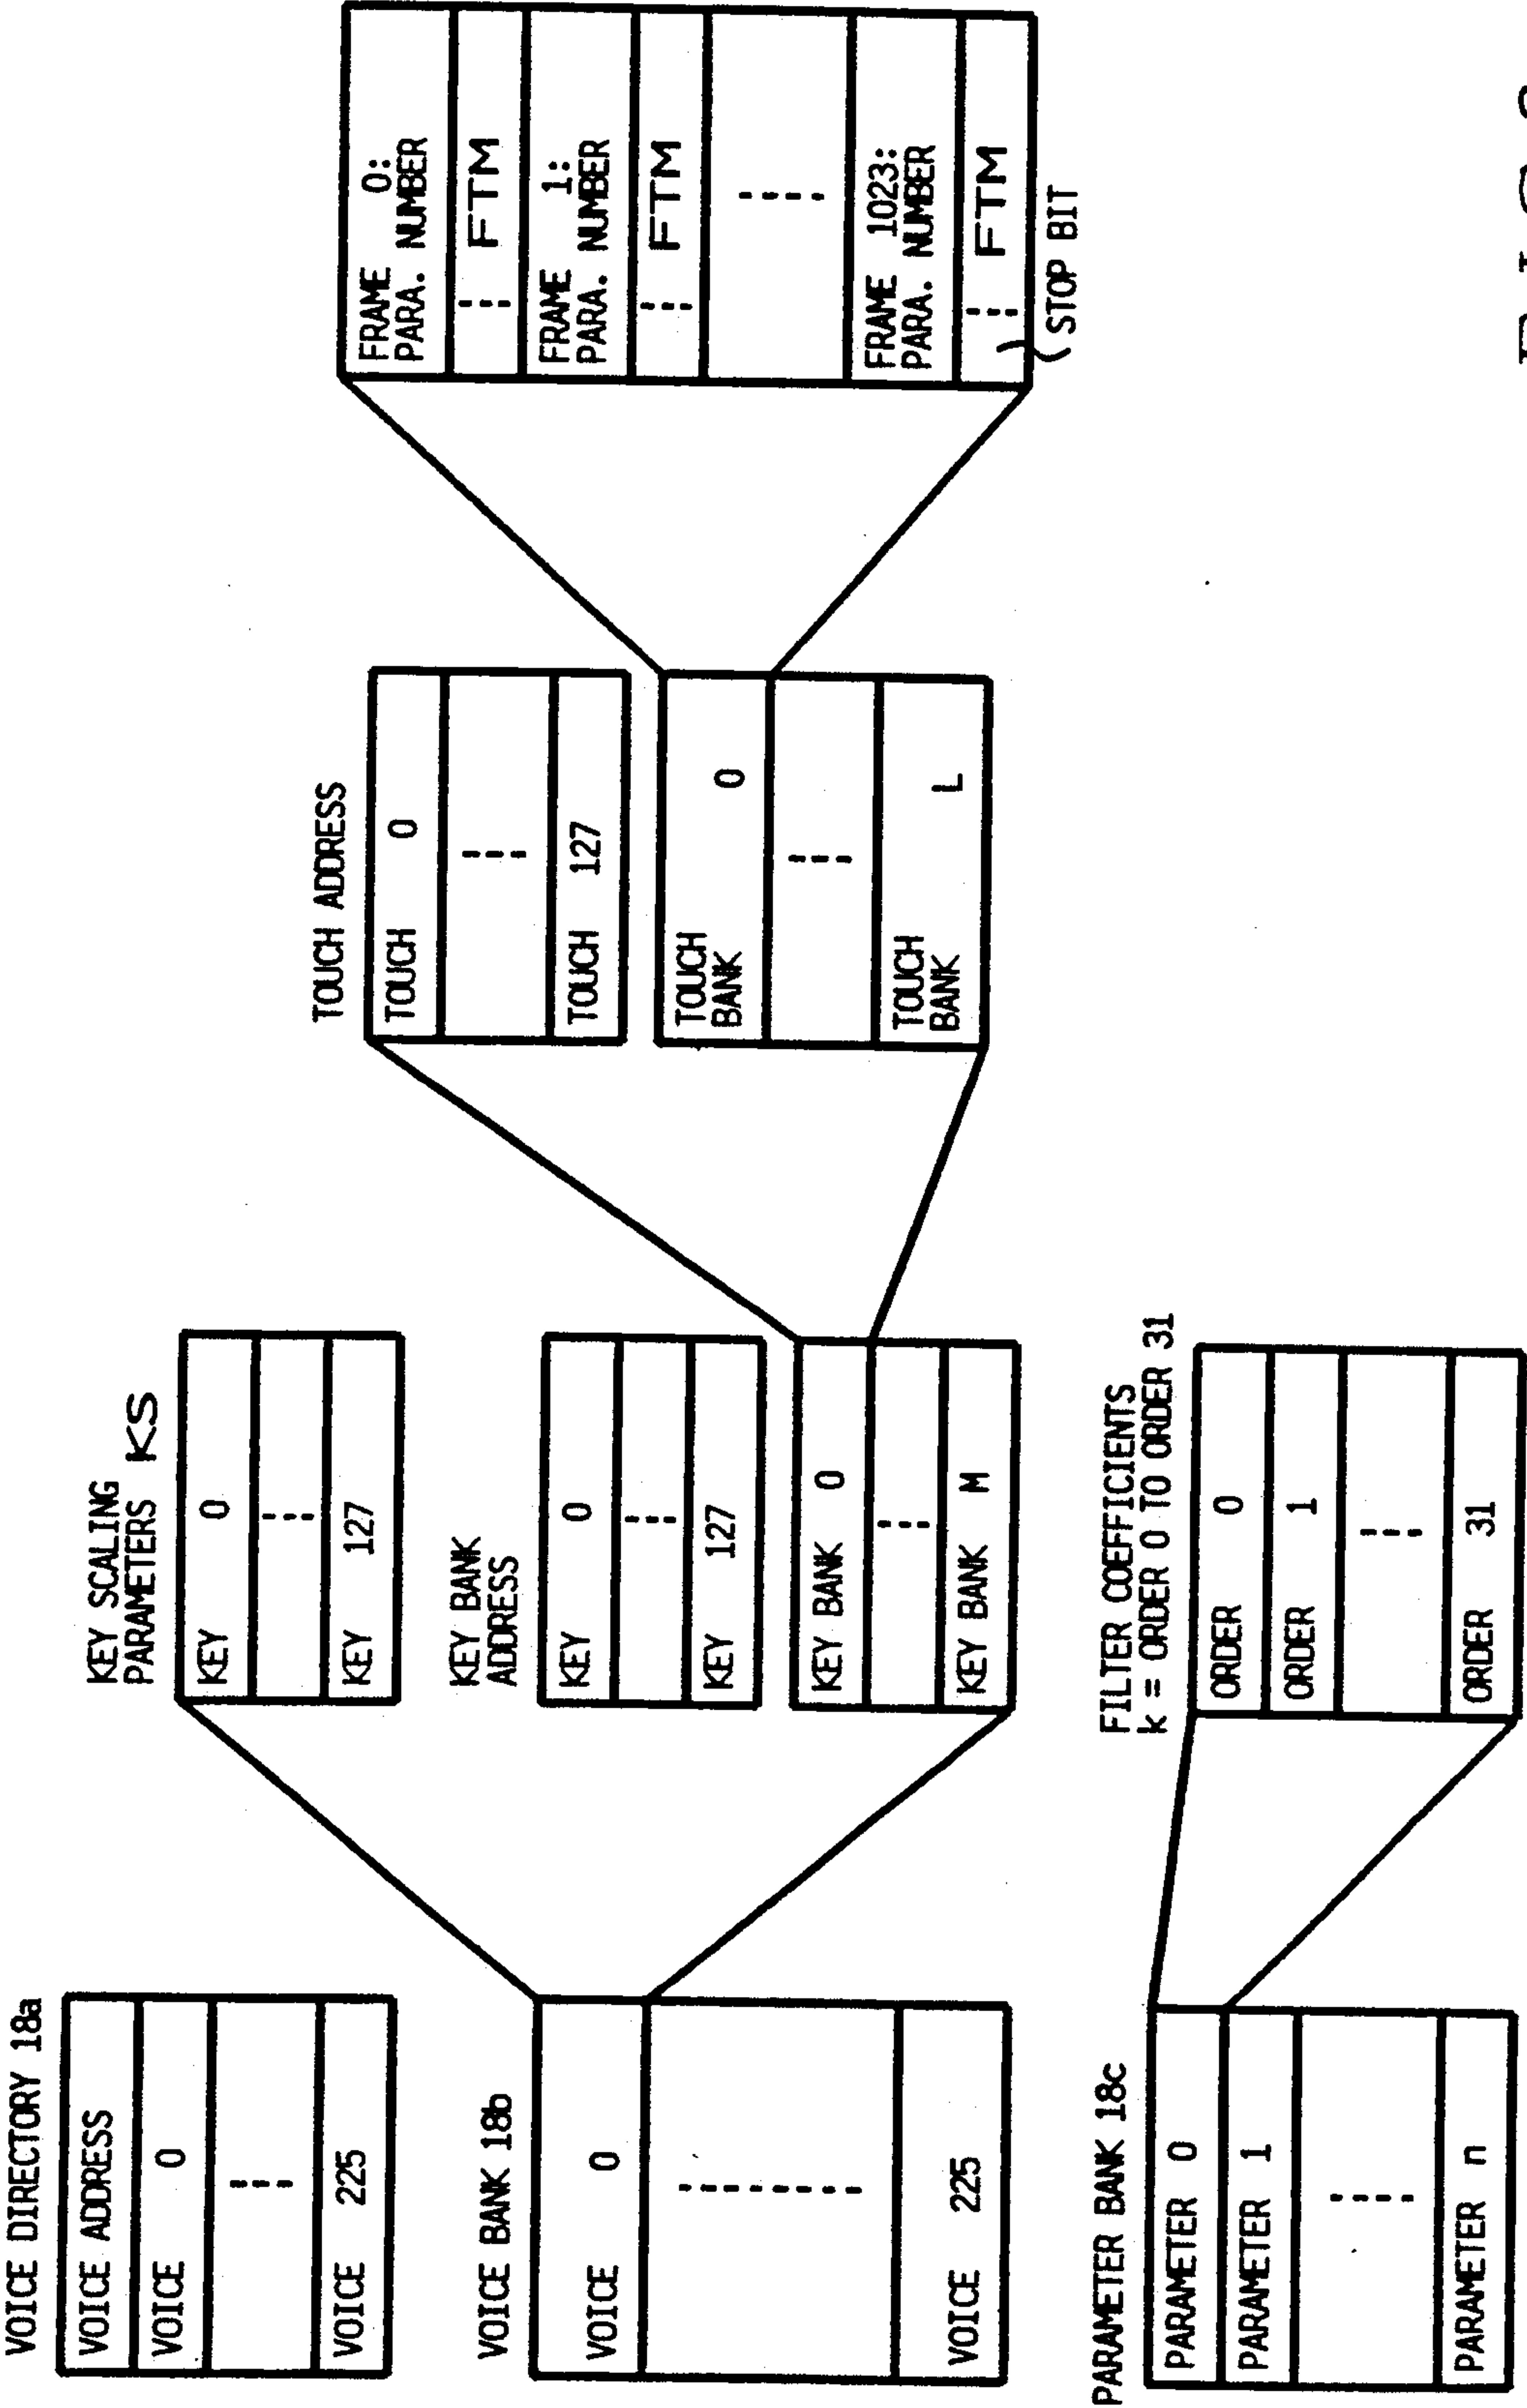 VOICE DIRECTORY 18a
VOICE ADDRESS
VOICE 0
VOICE 225
VOICE BANK 18b
VOICE 0
VOICE 225
PARAMETER BANK 18c
PARAMETER 0
PARAMETER 1
PARAMETER n
KEY SCALING
PARAMETERS KS
KEY 0
KEY 127
KEY BANK
ADDRESS
KEY 0
KEY 127
KEY BANK 0
KEY BANK M
FILTER COEFFICIENTS
k = ORDER 0 TO ORDER 31
ORDER 0
ORDER 1
ORDER 31
TOUCH ADDRESS
TOUCH 0
TOUCH 127
TOUCH
BANK 0
TOUCH
BANK L
FRAME 0:
PARA. NUMBER
FTM
FRAME 1:
PARA. NUMBER
FTM
FRAME 1023:
PARA. NUMBER
FTM
STOP BIT